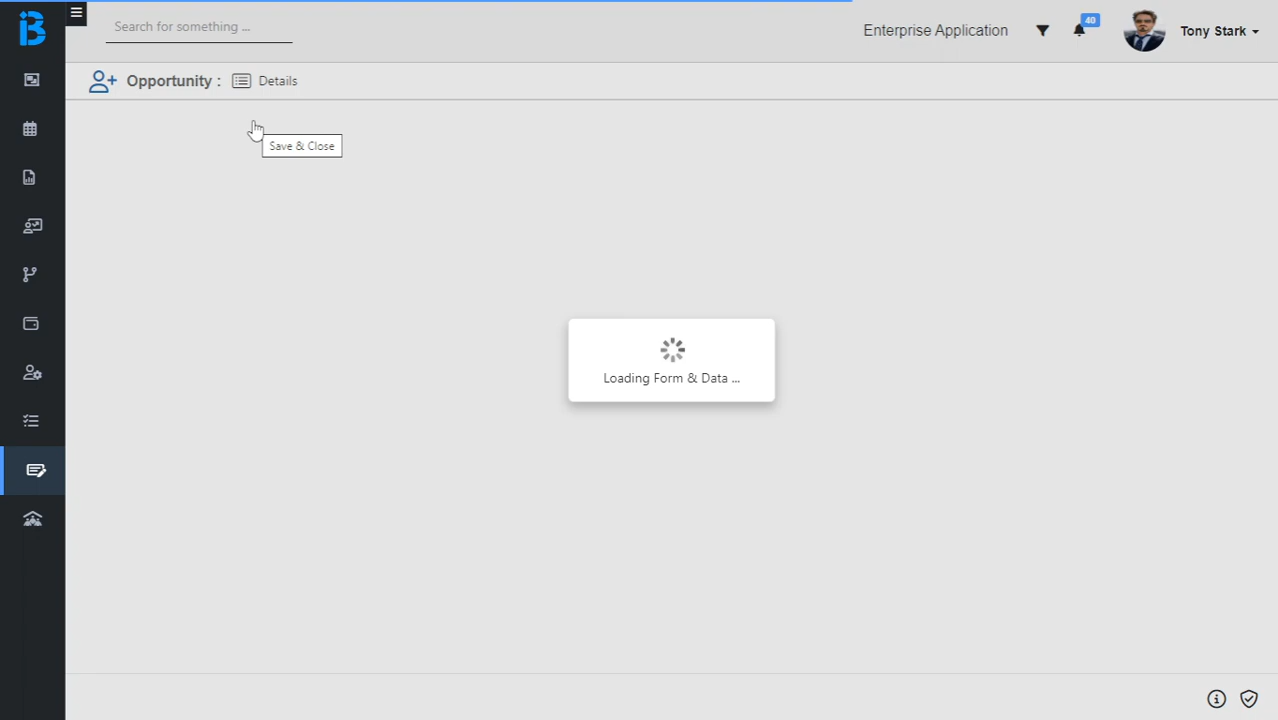 Search for something ...
Enterprise Application
40
Tony Stark
Opportunity :
Details
Save & Close
Loading Form & Data ...